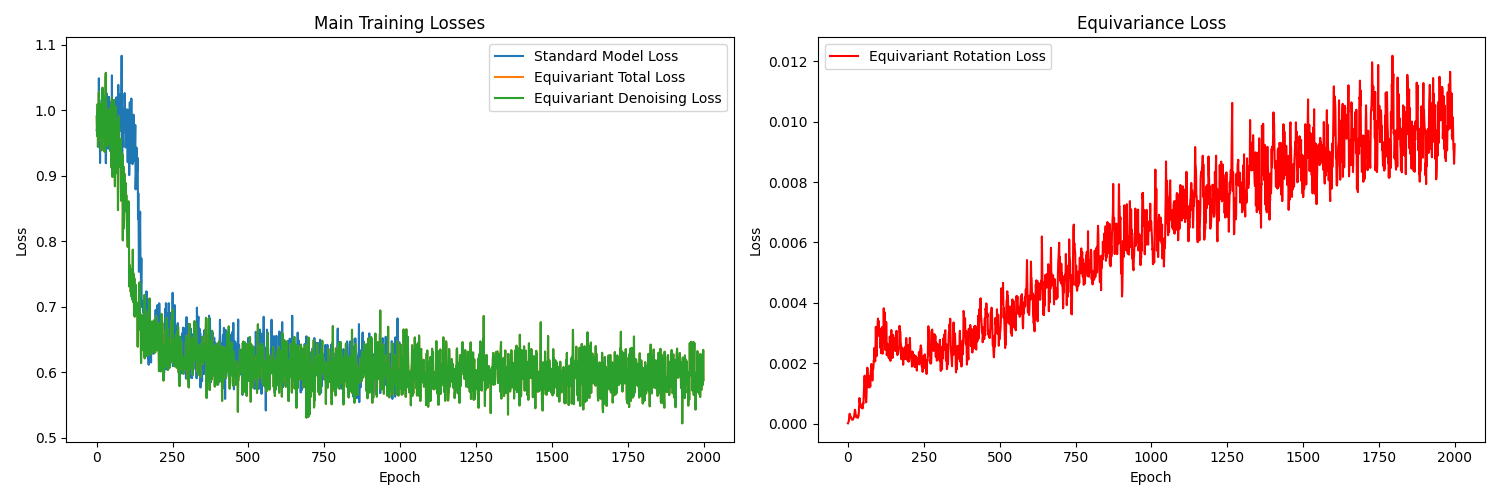 Main Training Losses
Standard Model Loss
Equivariant Total Loss
Equivariant Denoising Loss
1.1
1.0
0.9
0.8
0.7
0.6
0.5
Loss
0 250 500 750 1000 1250 1500 1750 2000
Epoch
Equivariance Loss
Equivariant Rotation Loss
0.012
0.010
0.008
0.006
0.004
0.002
0.000
Loss
0 250 500 750 1000 1250 1500 1750 2000
Epoch